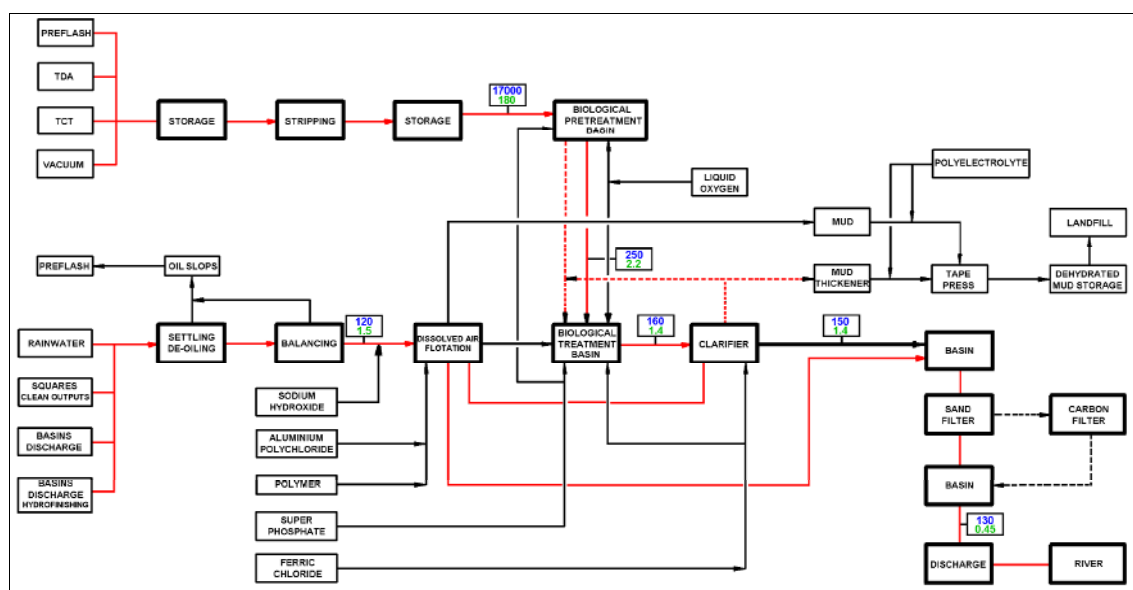 PREFLASH
TDA
TCT
VACUUM
STORAGE
STRIPPING
STORAGE
17000
180
BIOLOGICAL
PRETREATMENT
BASIN
LIQUID
OXYGEN
POLYELECTROLYTE
MUD
LANDFILL
MUD
THICKENER
TAPE
PRESS
DEHYDRATED
MUD STORAGE
250
2.2
PREFLASH
OIL SLOPS
RAINWATER
SETTLING
DE-OILING
BALANCING
120
1.5
DISSOLVED AIR
FLOTATION
BIOLOGICAL
TREATMENT
BASIN
160
1.4
CLARIFIER
150
1.4
BASIN
SQUARES
CLEAN OUTPUTS
BASINS
DISCHARGE
BASINS
DISCHARGE
HYDROFINISHING
SODIUM
HYDROXIDE
ALUMINIUM
POLYCHLORIDE
POLYMER
SUPER
PHOSPHATE
FERRIC
CHLORIDE
SAND
FILTER
CARBON
FILTER
BASIN
130
0.45
DISCHARGE
RIVER